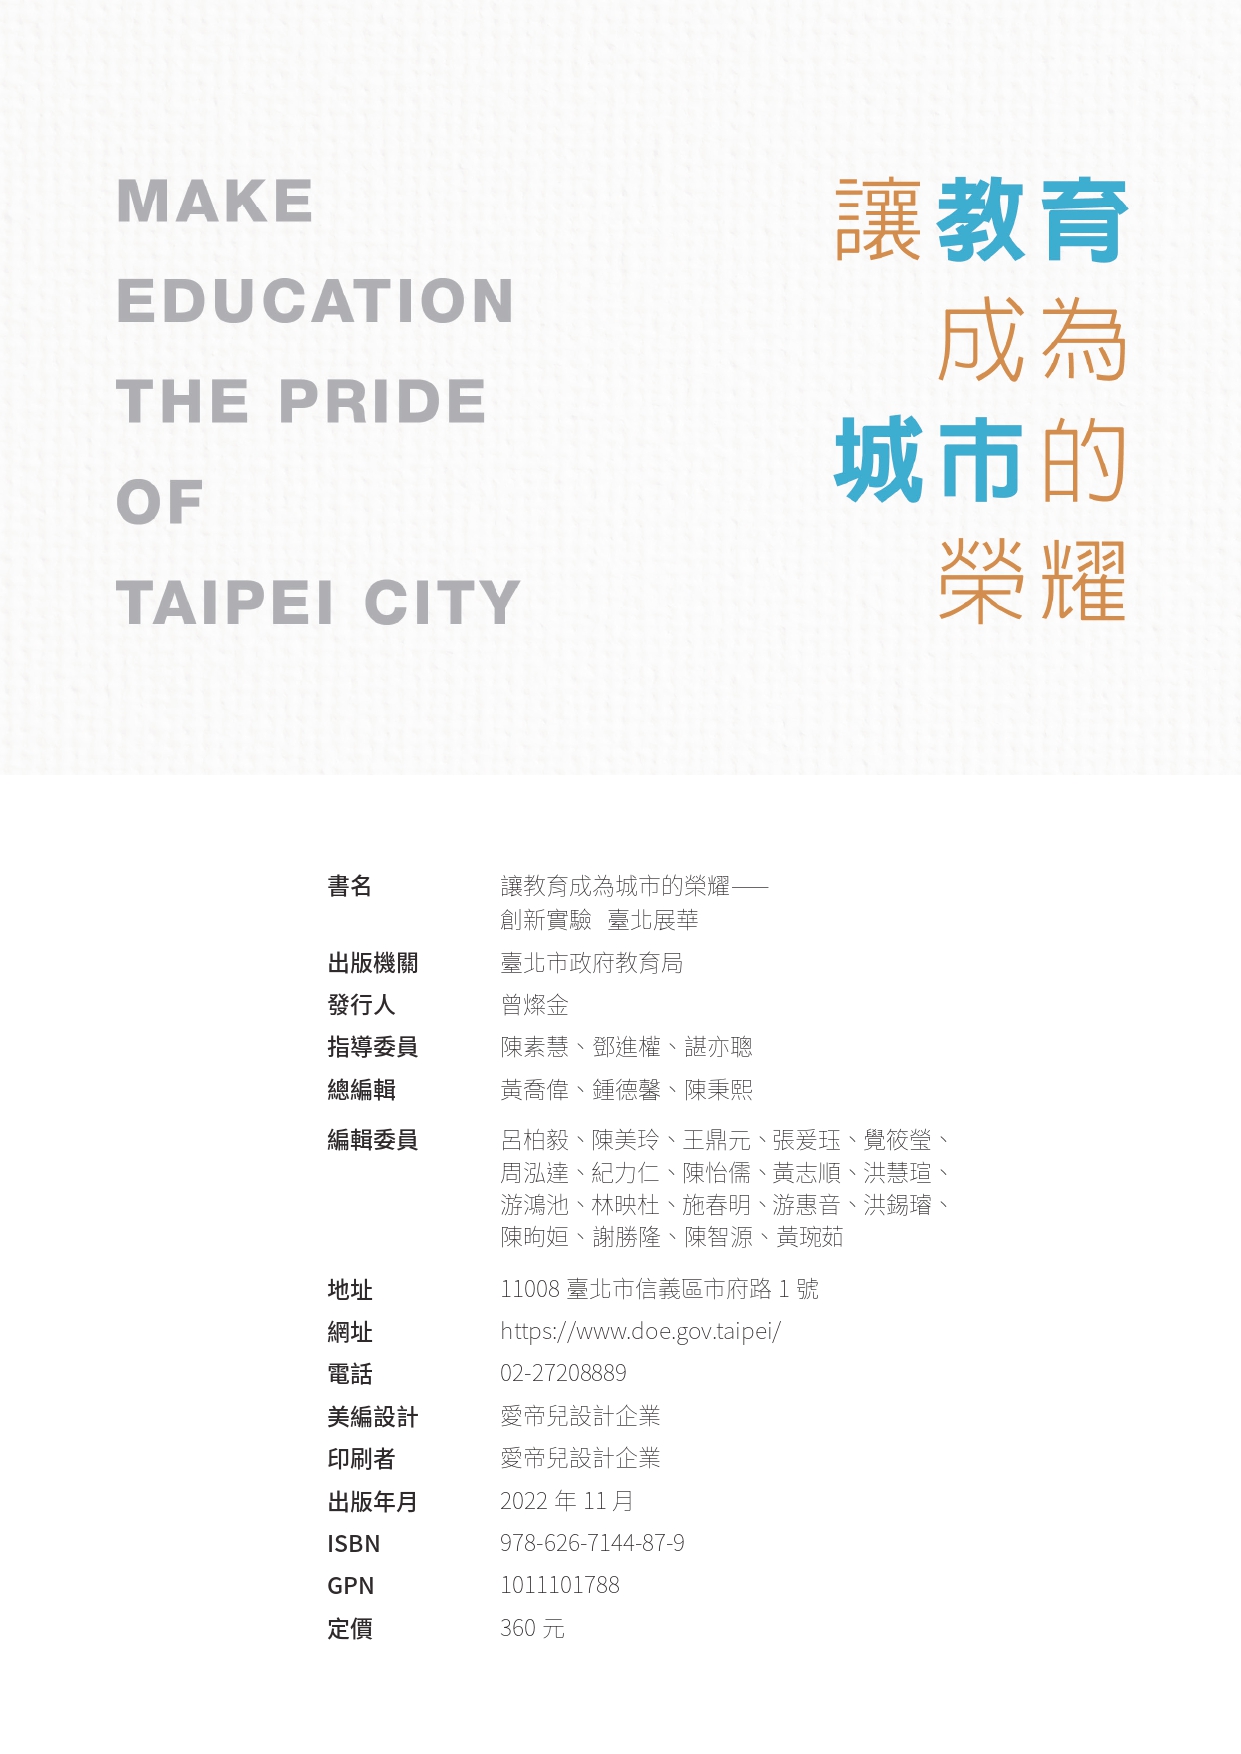 MAKE
EDUCATION
THE PRIDE
OF
TAIPEI CITY
讓教育
成為
城市的
榮耀
書名 讓教育成為城市的榮耀——
創新實驗 臺北展華
出版機關 臺北市政府教育局
發行人 曾燦金
指導委員 陳素慧、鄧進權、諶亦聰
總編輯 黃喬偉、鍾德馨、陳秉熙
編輯委員 呂柏毅、陳美玲、王鼎元、張爰珏、覺筱瑩、
周泓達、紀力仁、陳怡儒、黃志順、洪慧瑄、
游鴻池、林映杜、施春明、游惠音、洪錫璿、
陳昫姮、謝勝隆、陳智源、黃琬茹
地址 11008 臺北市信義區市府路 1 號
網址 https://www.doe.gov.taipei/
電話 02-27208889
美編設計 愛帝兒設計企業
印刷者 愛帝兒設計企業
出版年月 2022 年 11 月
ISBN 978-626-7144-87-9
GPN 1011101788
定價 360 元